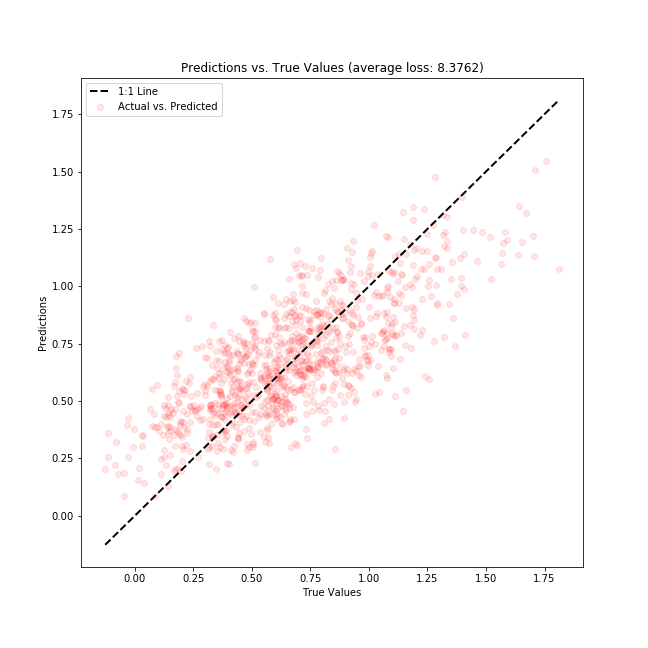 Predictions vs. True Values (average loss: 8.3762)
1:1 Line
Actual vs. Predicted
1.75
1.50
1.25
1.00
0.75
0.50
0.25
0.00
Predictions
0.00 0.25 0.50 0.75 1.00 1.25 1.50 1.75
True Values